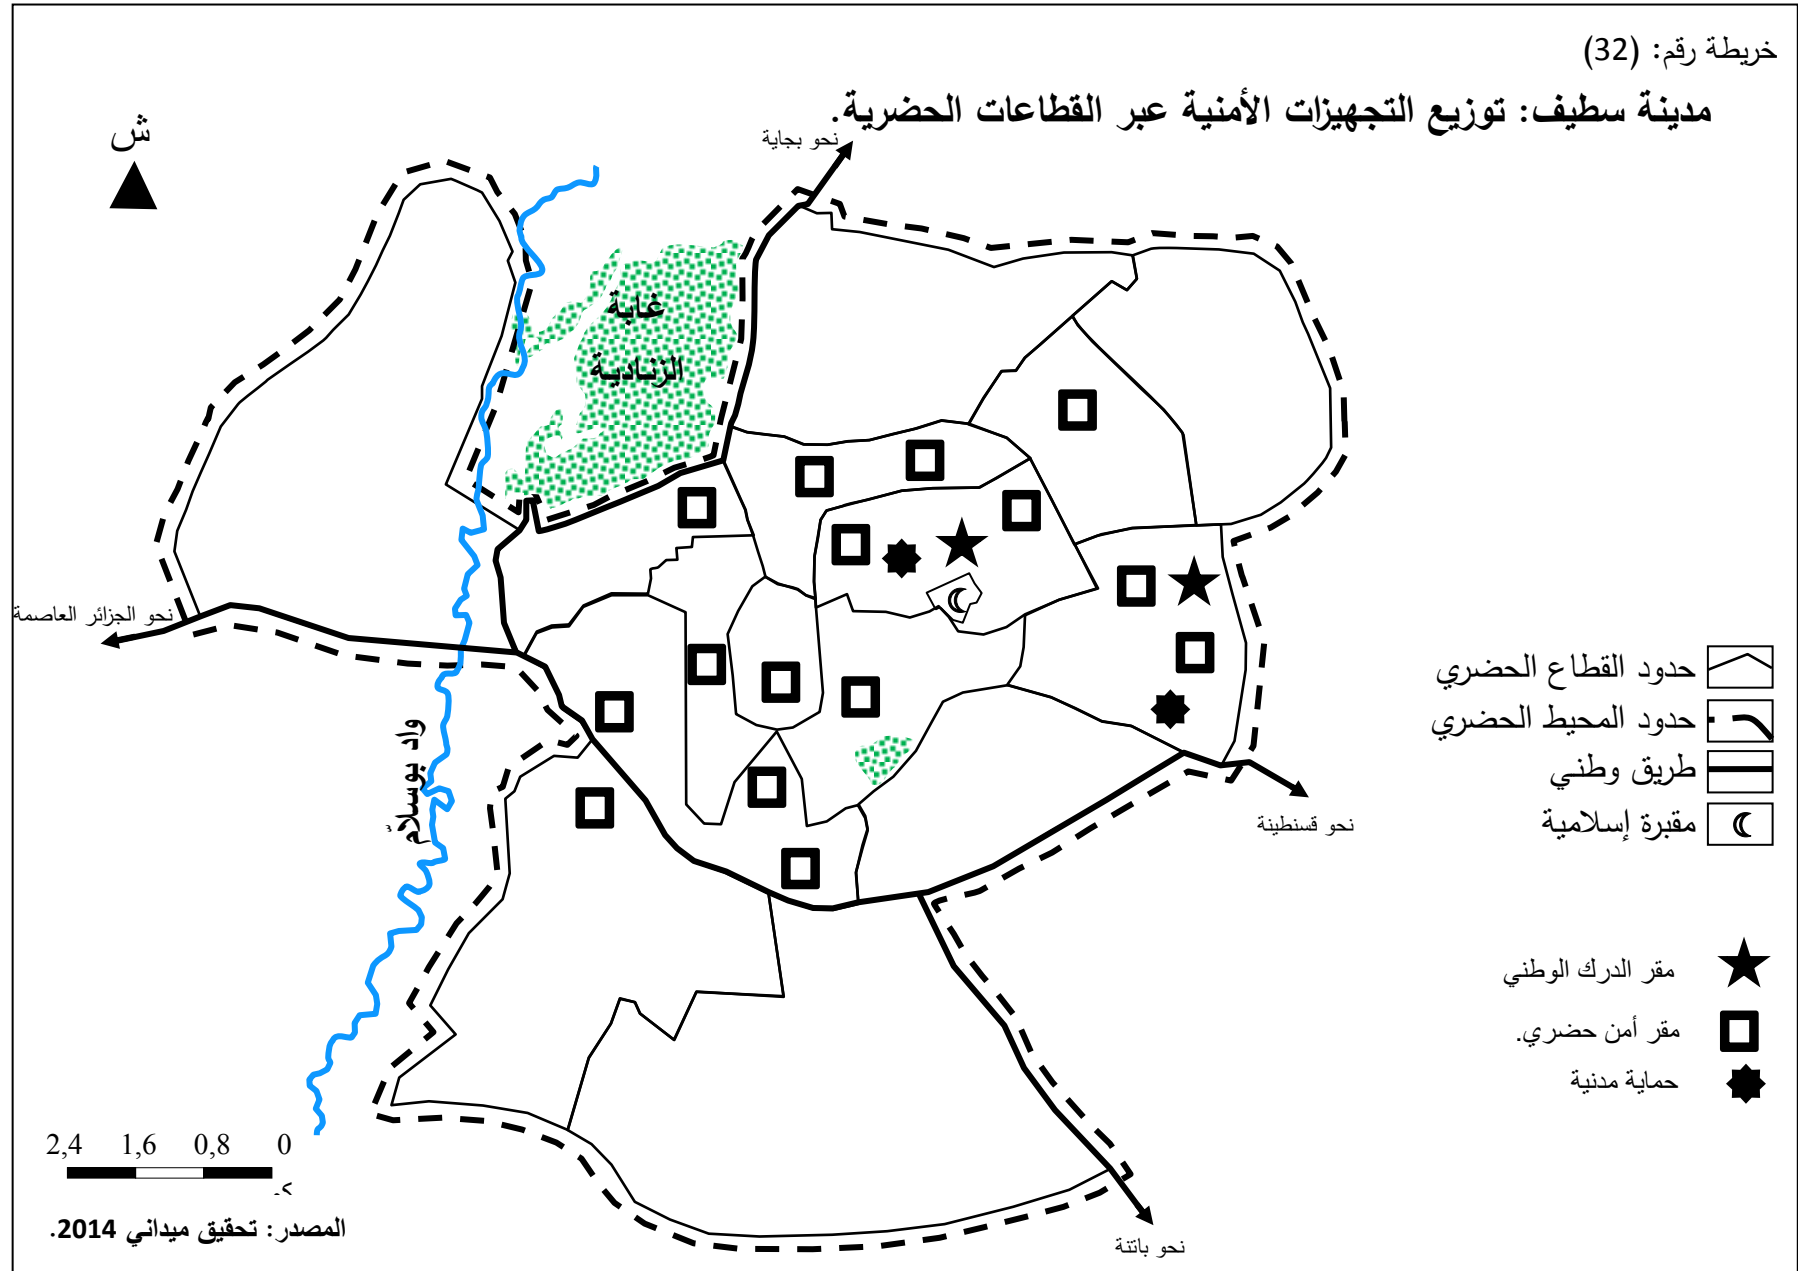 خريطة رقم: (32)
مدينة سطيف: توزيع التجهيزات الأمنية عبر القطاعات الحضرية.
نحو بجاية
ش
غابة
الزنادية
نحو الجزائر العاصمة
واد بوسلاّم
حدود القطاع الحضري
حدود المحيط الحضري
طريق وطني
مقبرة إسلامية
نحو قسنطينة
مقر الدرك الوطني
مقر أمن حضري.
حماية مدنية
2,4 1,6 0,8 0
المصدر: تحقيق ميداني 2014.
نحو باتنة